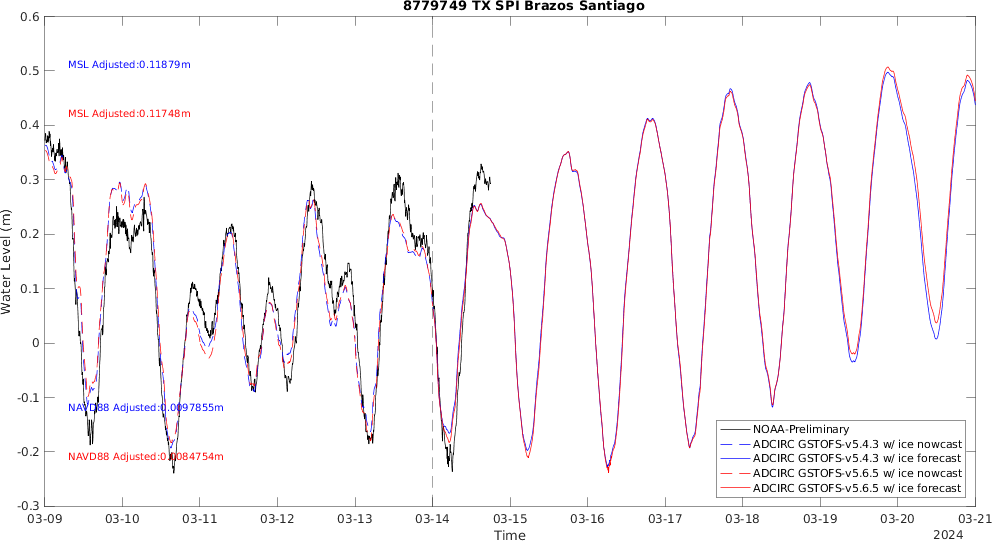 8779749 TX SPI Brazos Santiago
0.6
0.5
0.4
0.3
0.2
0.1
0
-0.1
-0.2
-0.3
Water Level (m)
MSL Adjusted:0.11879m
MSL Adjusted:0.11748m
NAVD88 Adjusted:0.0097855m
NAVD88 Adjusted:0.0084754m
NOAA-Preliminary
ADCIRC GSTOFS-v5.4.3 w/ ice nowcast
ADCIRC GSTOFS-v5.4.3 w/ ice forecast
ADCIRC GSTOFS-v5.6.5 w/ ice nowcast
ADCIRC GSTOFS-v5.6.5 w/ ice forecast
03-09 03-10 03-11 03-12 03-13 03-14 03-15 03-16 03-17 03-18 03-19 03-20 03-21
Time
2024